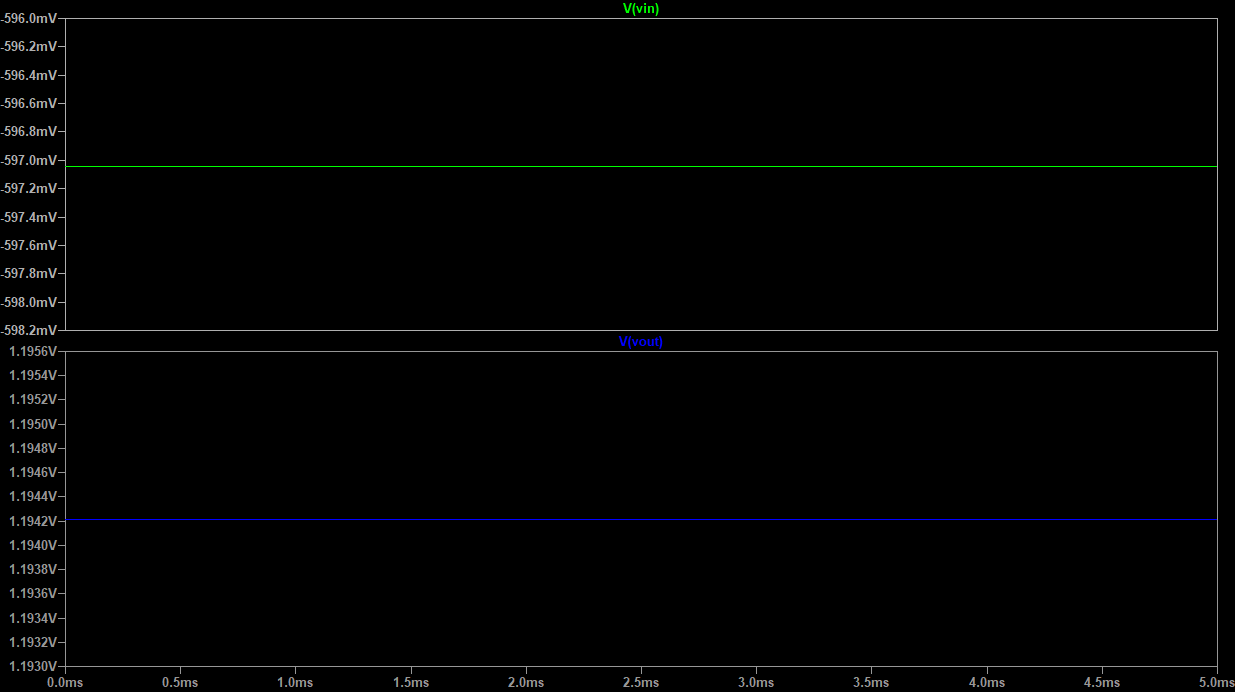 V(vin)
-596.0mV
-596.2mV
-596.4mV
-596.6mV
-596.8mV
-597.0mV
-597.2mV
-597.4mV
-597.6mV
-597.8mV
-598.0mV
-598.2mV
V(vout)
1.1956V
1.1954V
1.1952V
1.1950V
1.1948V
1.1946V
1.1944V
1.1942V
1.1940V
1.1938V
1.1936V
1.1934V
1.1932V
1.1930V
0.0ms 0.5ms 1.0ms 1.5ms 2.0ms 2.5ms 3.0ms 3.5ms 4.0ms 4.5ms 5.0ms